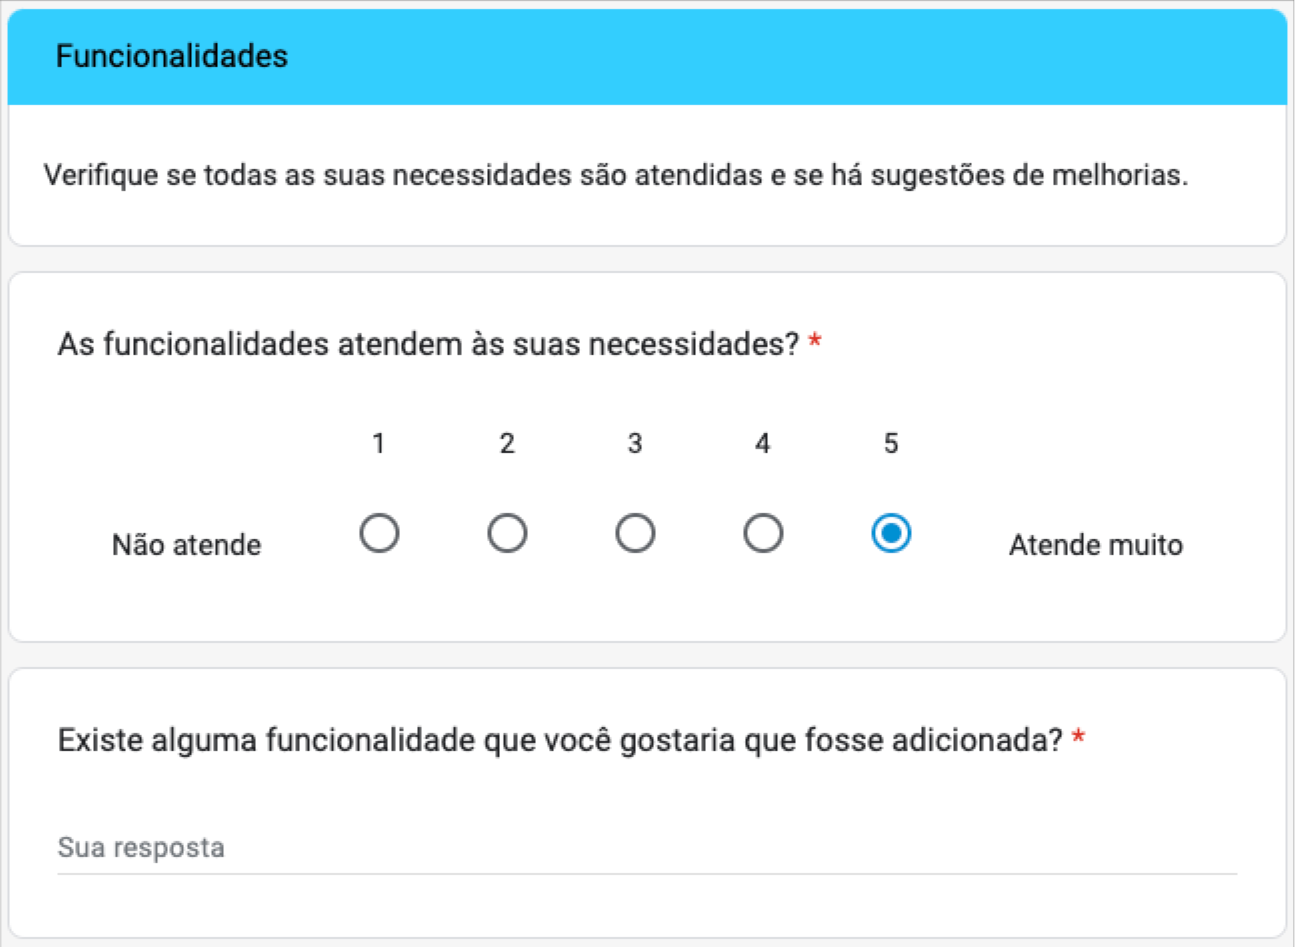 Funcionalidades
Verifique se todas as suas necessidades são atendidas e se há sugestões de melhorias.
As funcionalidades atendem às suas necessidades? *
1 2 3 4 5
Não atende Atende muito
Existe alguma funcionalidade que você gostaria que fosse adicionada? *
Sua resposta